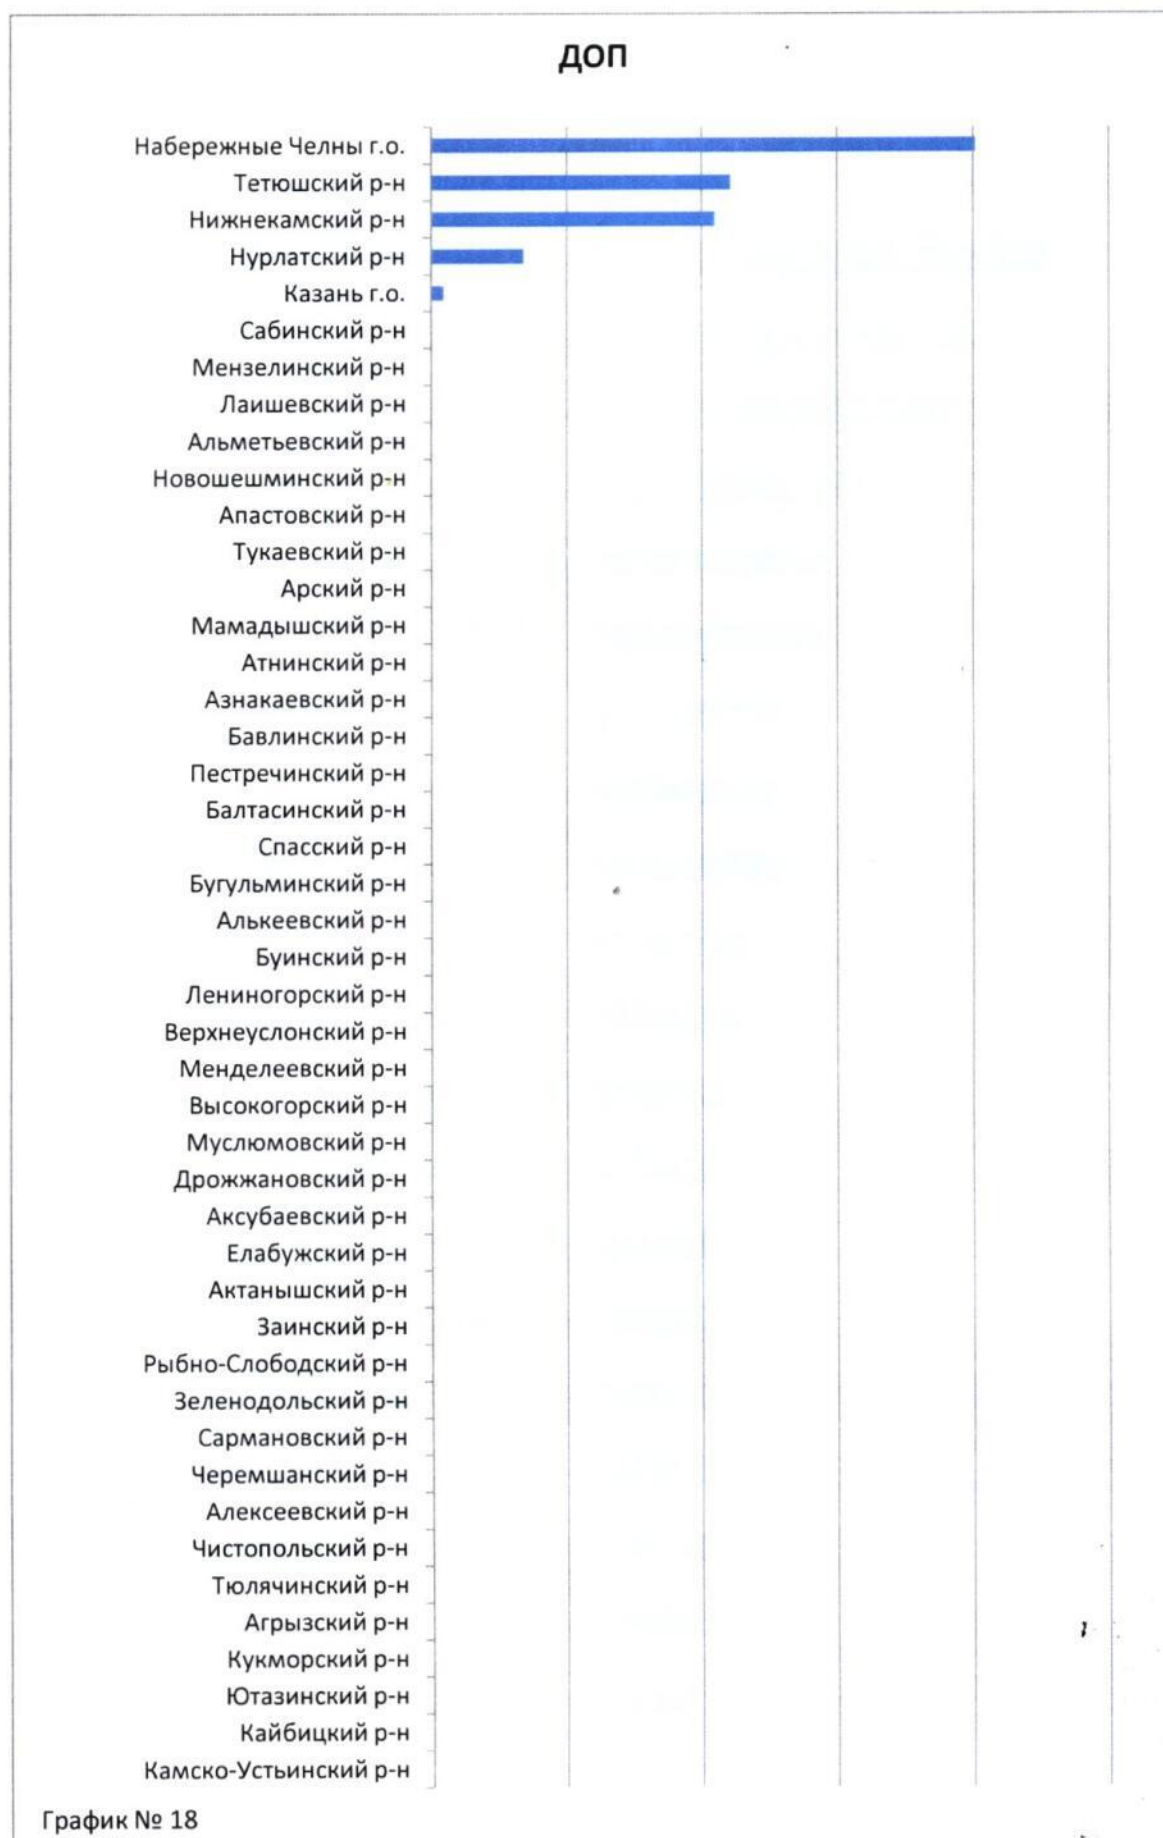 ДОП
Набережные Челны г.о.
Тетюшский р-н
Нижнекамский р-н
Нурлатский р-н
Казань г.о.
Сабинский р-н
Мензелинский р-н
Лаишевский р-н
Альметьевский р-н
Новошешминский р-н
Апастовский р-н
Тукаевский р-н
Арский р-н
Мамадышский р-н
Атнинский р-н
Азнакаевский р-н
Бавлинский р-н
Пестречинский р-н
Балтасинский р-н
Спасский р-н
Бугульминский р-н
Алькеевский р-н
Буинский р-н
Лениногорский р-н
Верхнеуслонский р-н
Менделеевский р-н
Высокогорский р-н
Муслюмовский р-н
Дрожжановский р-н
Аксубаевский р-н
Елабужский р-н
Актанышский р-н
Заинский р-н
Рыбно-Слободский р-н
Зеленодольский р-н
Сармановский р-н
Черемшанский р-н
Алексеевский р-н
Чистопольский р-н
Тюлячинский р-н
Агрызский р-н
Кукморский р-н
Ютазинский р-н
Кайбицкий р-н
Камско-Устьинский р-н
График № 18